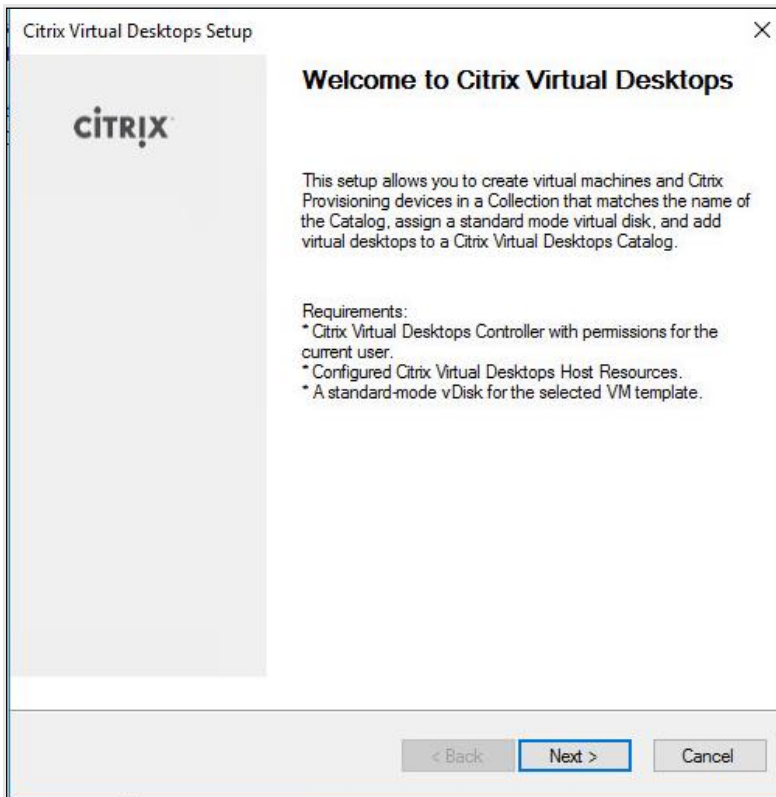 Citrix Virtual Desktops Setup
Welcome to Citrix Virtual Desktops
CİTRIX
This setup allows you to create virtual machines and Citrix
Provisioning devices in a Collection that matches the name of
the Catalog, assign a standard mode virtual disk, and add
virtual desktops to a Citrix Virtual Desktops Catalog.
Requirements:
* Citrix Virtual Desktops Controller with permissions for the
current user.
* Configured Citrix Virtual Desktops Host Resources.
* A standard-mode vDisk for the selected VM template.
< Back
Next >
Cancel